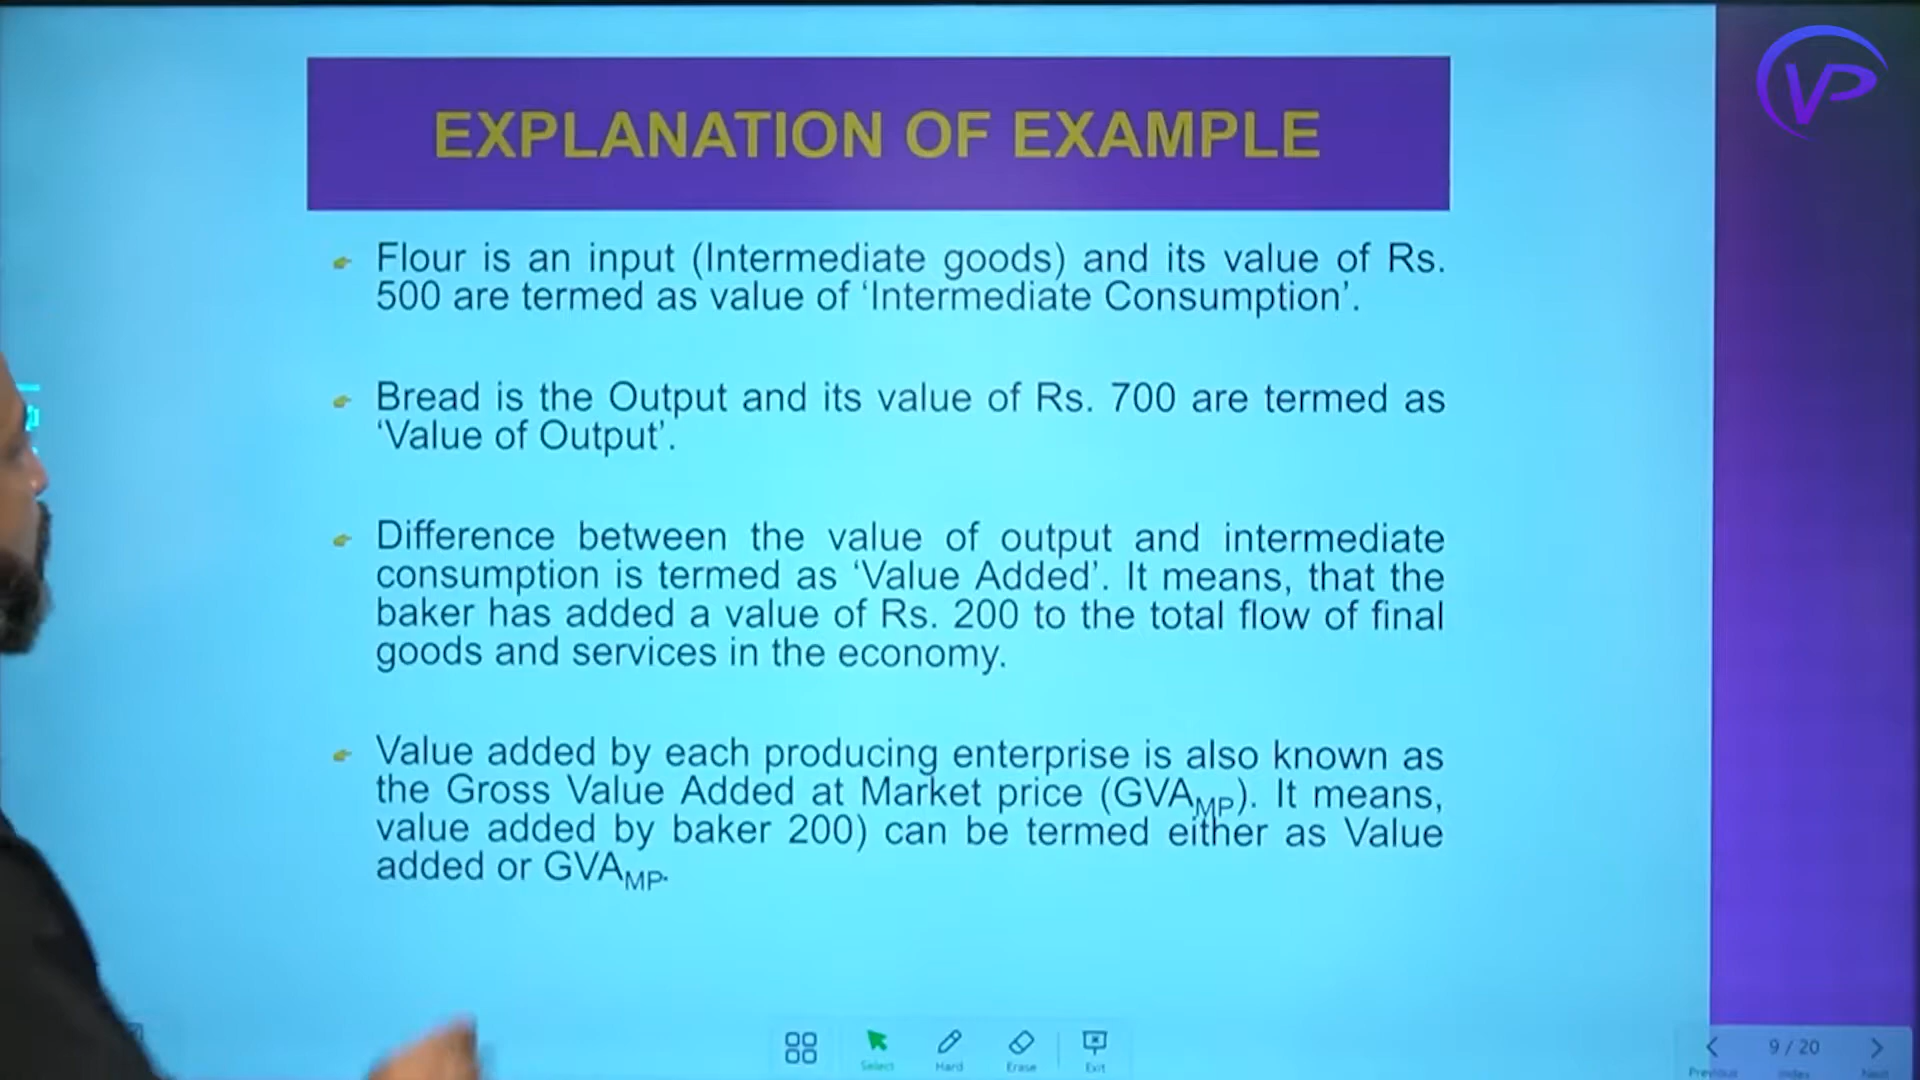 VP
EXPLANATION OF EXAMPLE
Flour is an input (Intermediate goods) and its value of Rs.
500 are termed as value of ‘Intermediate Consumption’.
Bread is the Output and its value of Rs. 700 are termed as
‘Value of Output’.
Difference between the value of output and intermediate
consumption is termed as ‘Value Added’. It means, that the
baker has added a value of Rs. 200 to the total flow of final
goods and services in the economy.
Value added by each producing enterprise is also known as
the Gross Value Added at Market price (GVAMP). It means,
value added by baker 200) can be termed either as Value
added or GVAMP.
Select Hard Erase Exit
9 / 20
Previous Index Next